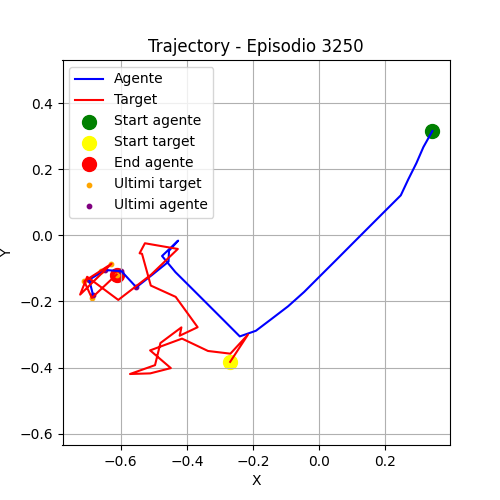 Trajectory - Episodio 3250
Agente
Target
Start agente
Start target
End agente
Ultimi target
Ultimi agente
Y
0.4
0.2
0.0
−0.2
−0.4
−0.6
−0.6
−0.4
−0.2
0.0
0.2
X